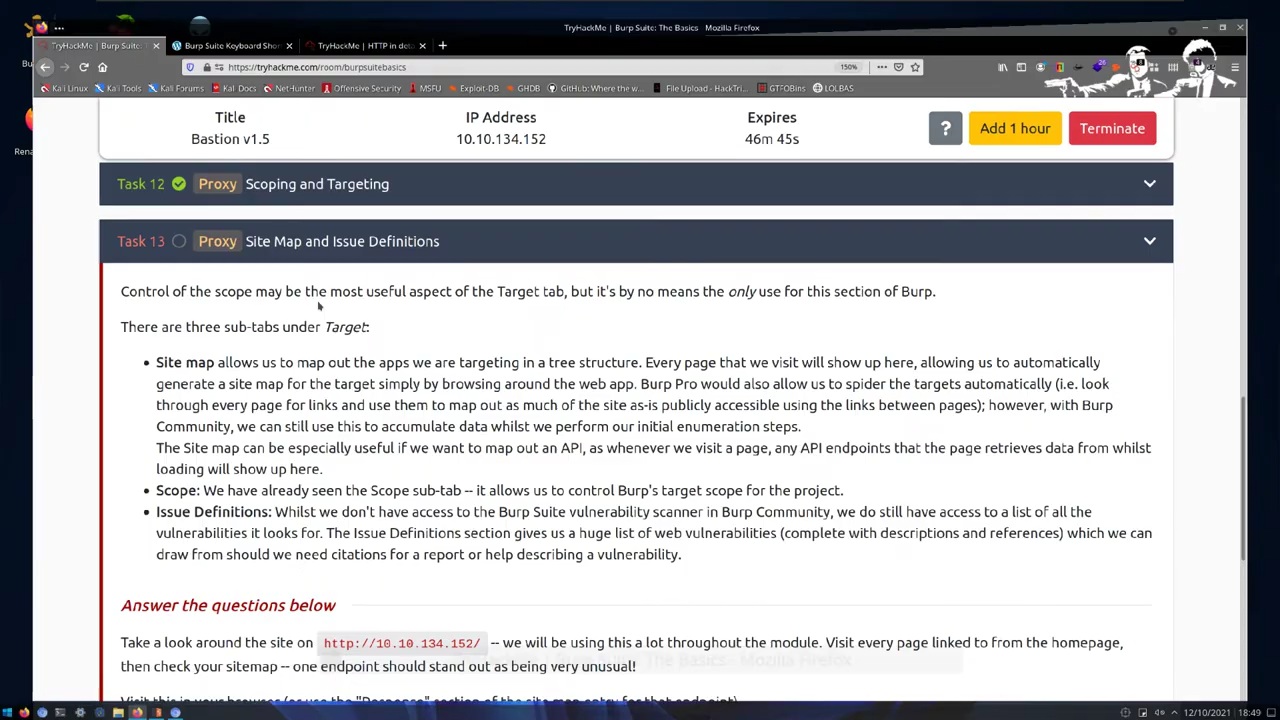 TryHackMe | Burp Suite: The Basics - Mozilla Firefox
TryHackMe | Burp Suite:
Burp Suite Keyboard Shor
TryHackMe | HTTP in deta
https://tryhackme.com/room/burpsuitebasics
150%
Kali Linux
Kali Tools
Kali Forums
Kali Docs
NetHunter
Offensive Security
MSFU
Exploit-DB
GHDB
GitHub: Where the w...
File Upload - HackTri...
GTFOBins
LOLBAS
Title
IP Address
Expires
Bastion v1.5
10.10.134.152
46m 45s
?
Add 1 hour
Terminate
Task 12 Proxy Scoping and Targeting
Task 13 Proxy Site Map and Issue Definitions
Control of the scope may be the most useful aspect of the Target tab, but it's by no means the only use for this section of Burp.
There are three sub-tabs under Target:
• Site map allows us to map out the apps we are targeting in a tree structure. Every page that we visit will show up here, allowing us to automatically
generate a site map for the target simply by browsing around the web app. Burp Pro would also allow us to spider the targets automatically (i.e. look
through every page for links and use them to map out as much of the site as-is publicly accessible using the links between pages); however, with Burp
Community, we can still use this to accumulate data whilst we perform our initial enumeration steps.
The Site map can be especially useful if we want to map out an API, as whenever we visit a page, any API endpoints that the page retrieves data from whilst
loading will show up here.
• Scope: We have already seen the Scope sub-tab -- it allows us to control Burp's target scope for the project.
• Issue Definitions: Whilst we don't have access to the Burp Suite vulnerability scanner in Burp Community, we do still have access to a list of all the
vulnerabilities it looks for. The Issue Definitions section gives us a huge list of web vulnerabilities (complete with descriptions and references) which we can
draw from should we need citations for a report or help describing a vulnerability.
Answer the questions below
Take a look around the site on http://10.10.134.152/ -- we will be using this a lot throughout the module. Visit every page linked to from the homepage,
then check your sitemap -- one endpoint should stand out as being very unusual!
Visit this in your browser (or use the "Response" section of the site map entry for that endpoint)
12/10/2021
18:49